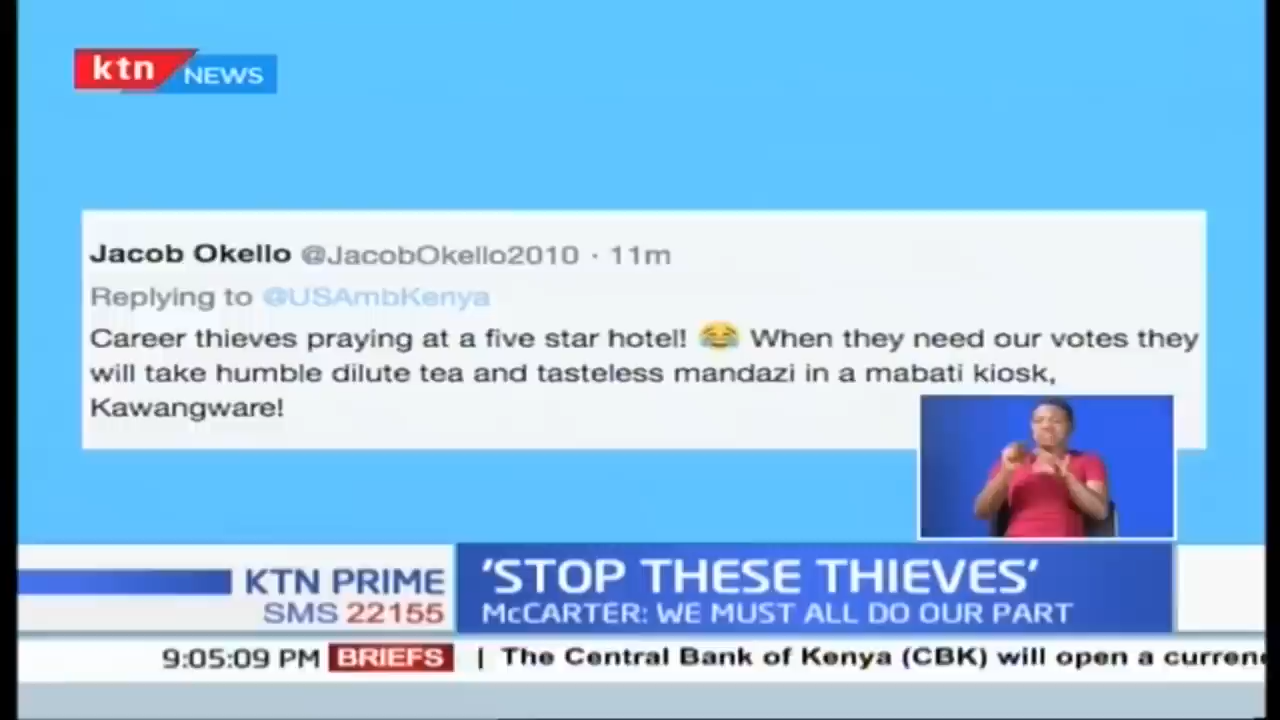 ktn NEWS
Jacob Okello @JacobOkello2010 · 11m
Replying to @USAmbKenya
Career thieves praying at a five star hotel! 😂 When they need our votes they
will take humble dilute tea and tasteless mandazi in a mabati kiosk,
Kawangware!
KTN PRIME
SMS 22155
'STOP THESE THIEVES'
McCARTER: WE MUST ALL DO OUR PART
9:05:09 PM BRIEFS | The Central Bank of Kenya (CBK) will open a curren